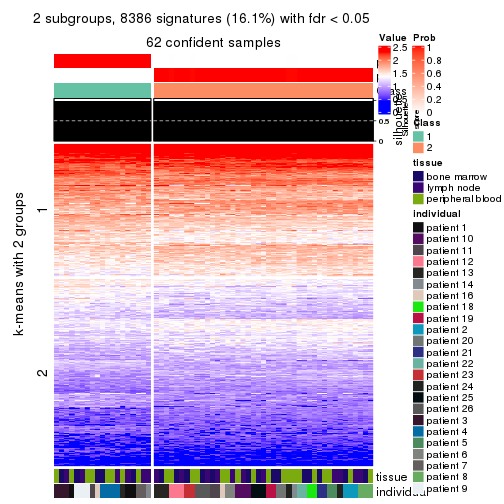 2 subgroups, 8386 signatures (16.1%) with fdr < 0.05
62 confident samples
k-means with 2 groups
1
2
0.5
0
silhouette
score
Class
tissue
individual
Value
2.5
2
1.5
1
0.5
0
Prob
1
0.8
0.6
0.4
0.2
0
Class
1
2
tissue
bone marrow
lymph node
peripheral blood
individual
patient 1
patient 10
patient 11
patient 12
patient 13
patient 14
patient 16
patient 18
patient 19
patient 2
patient 20
patient 21
patient 22
patient 23
patient 24
patient 25
patient 26
patient 3
patient 4
patient 5
patient 6
patient 7
patient 8
patient 9